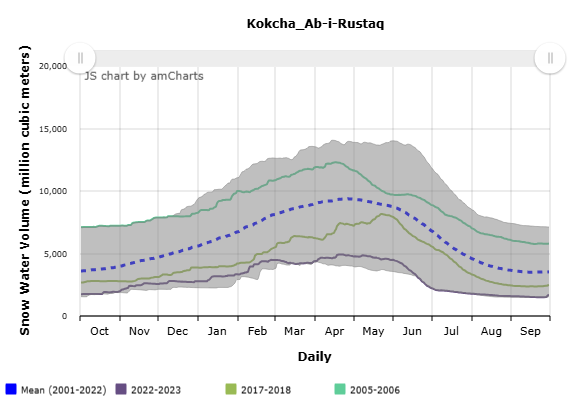 Kokcha_Ab-i-Rustaq
JS chart by amCharts
Snow Water Volume (million cubic meters)
20,000
15,000
10,000
5,000
0
Oct Nov Dec Jan Feb Mar Apr May Jun Jul Aug Sep
Daily
Mean (2001-2022) 2022-2023 2017-2018 2005-2006